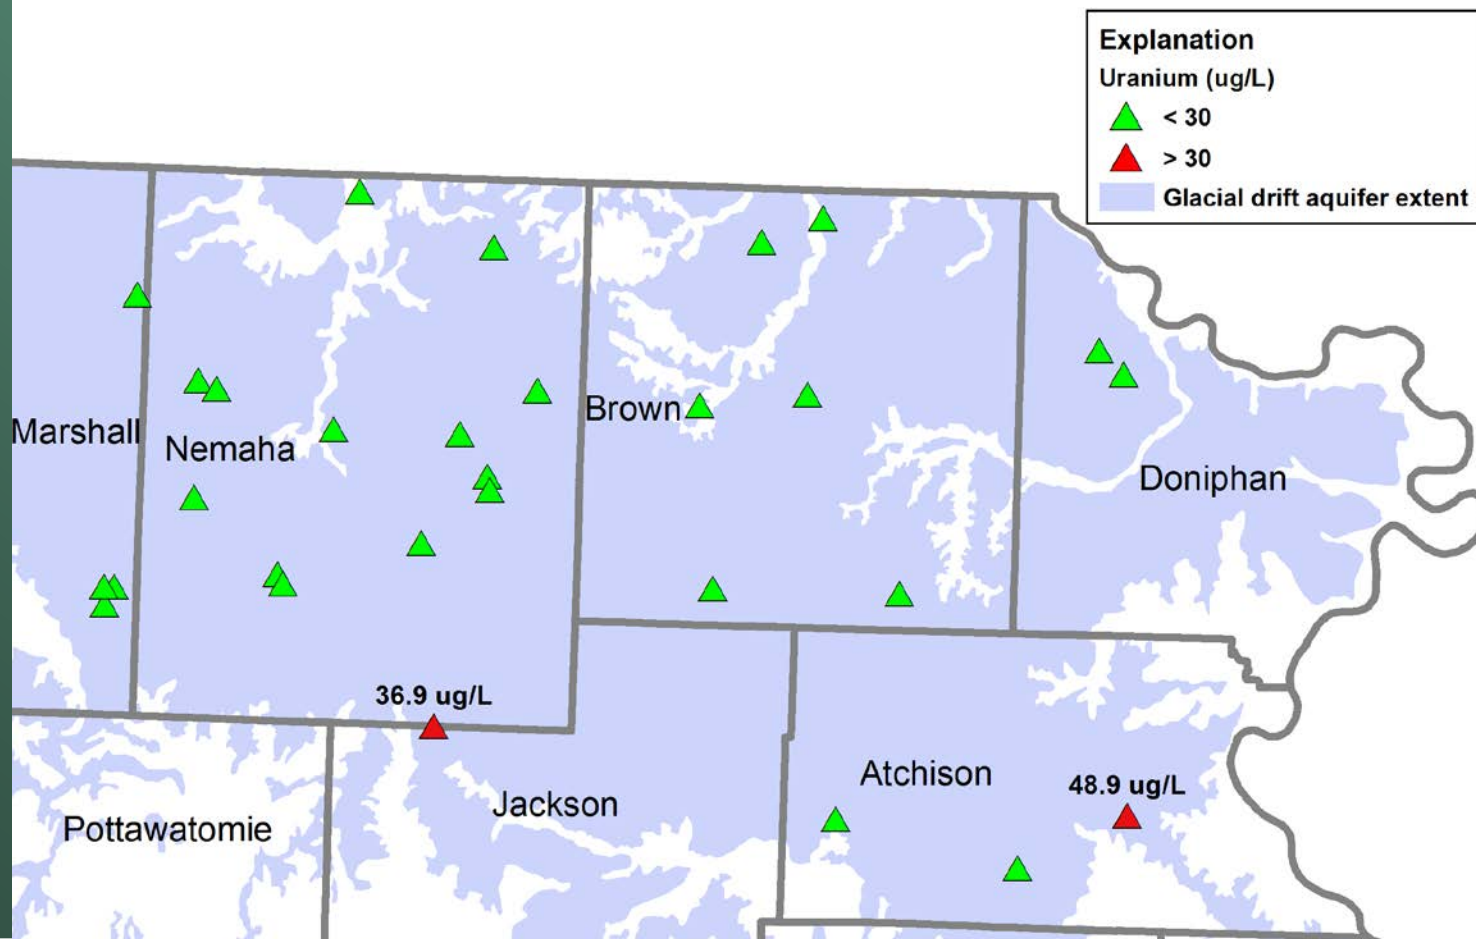 Explanation
Uranium (ug/L)
< 30
> 30
Glacial drift aquifer extent
Marshall
Nemaha
Brown
Doniphan
36.9 ug/L
Atchison
48.9 ug/L
Jackson
Pottawatomie